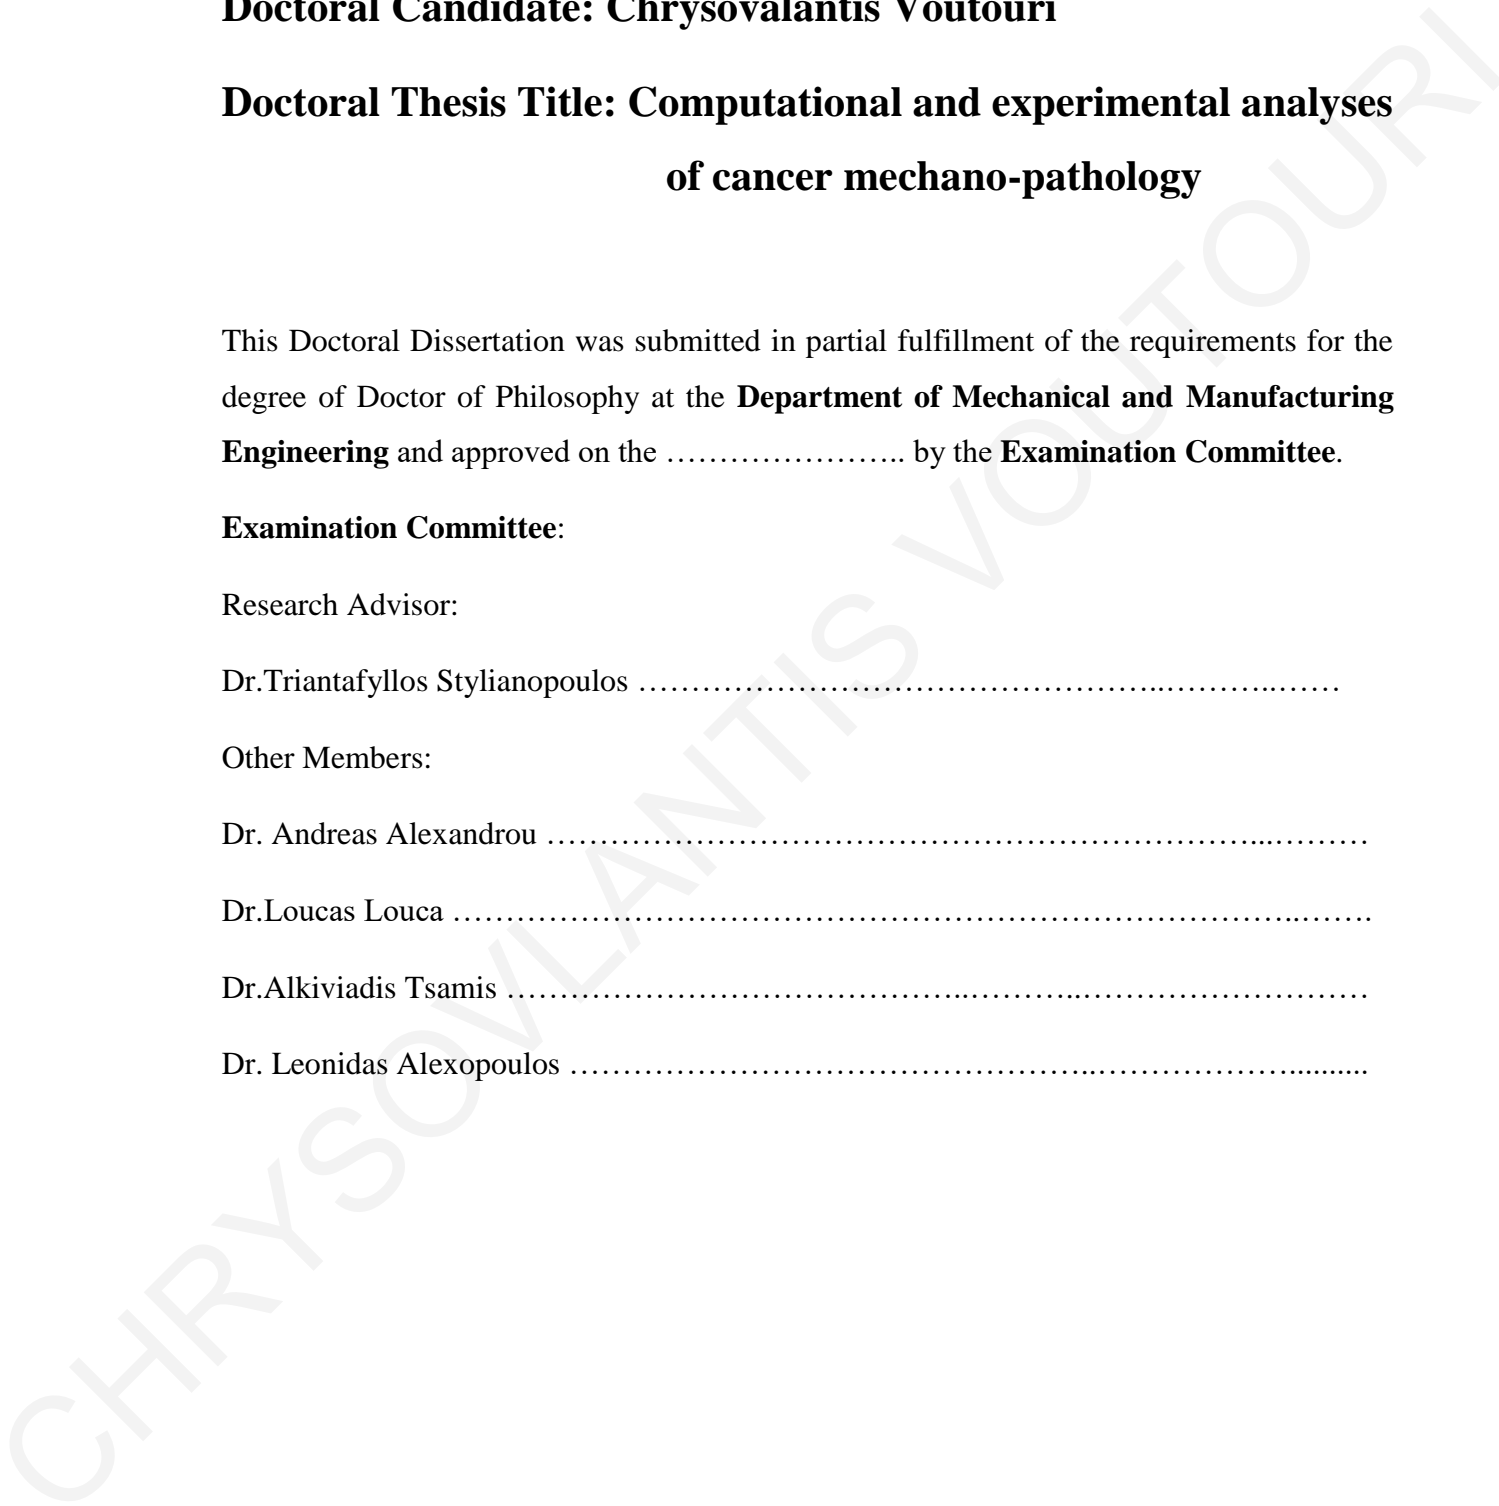 Doctoral Candidate: Chrysovalantis Voutouri
Doctoral Thesis Title: Computational and experimental analyses
of cancer mechano-pathology
This Doctoral Dissertation was submitted in partial fulfillment of the requirements for the
degree of Doctor of Philosophy at the Department of Mechanical and Manufacturing
Engineering and approved on the ………………….. by the Examination Committee.
Examination Committee:
Research Advisor:
Dr.Triantafyllos Stylianopoulos …………………………………………..………..……
Other Members:
Dr. Andreas Alexandrou …………………………………………………………...………
Dr.Loucas Louca ……………………………………………………………………..…….
Dr.Alkiviadis Tsamis ……………………………………..………..………………………
Dr. Leonidas Alexopoulos …………………………………………..………………..........
CHRYSOVLANTIS VOUTOURI